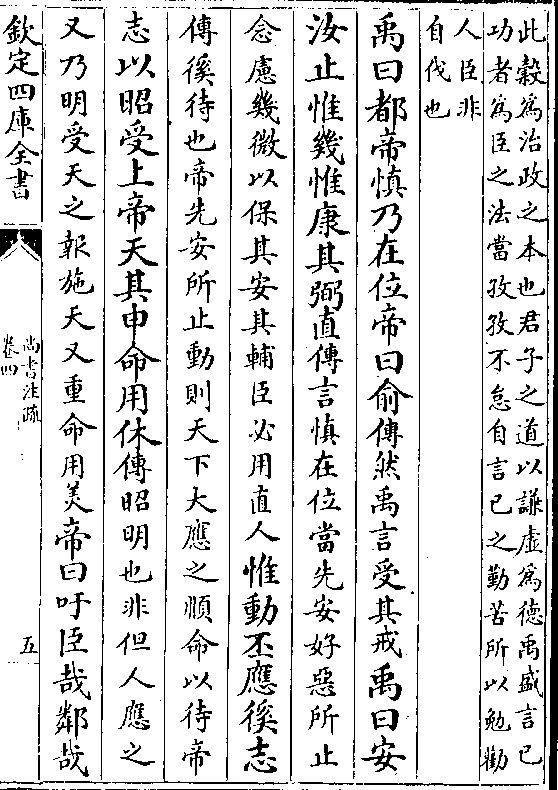 此穀為治政之本也君子之道以謙虛為德禹盛言已
功者為臣之法當孜孜不怠自言已之勤苦所以勉勸
人臣非
自伐也
禹曰都帝慎乃在位帝曰俞傳然禹言受其戒禹曰安
汝止惟幾惟康其弼直傳言慎在位當先安好惡所止
念慮幾微以保其安其輔臣必用直人惟動丕應徯志
傳徯待也帝先安所止動則天下大應之順命以待帝
志以昭受上帝天其申命用休傳昭明也非但人應之
又乃明受天之報施天又重命用美帝曰吁臣哉鄰哉
欽定四庫全書
尚書注疏
卷四
五